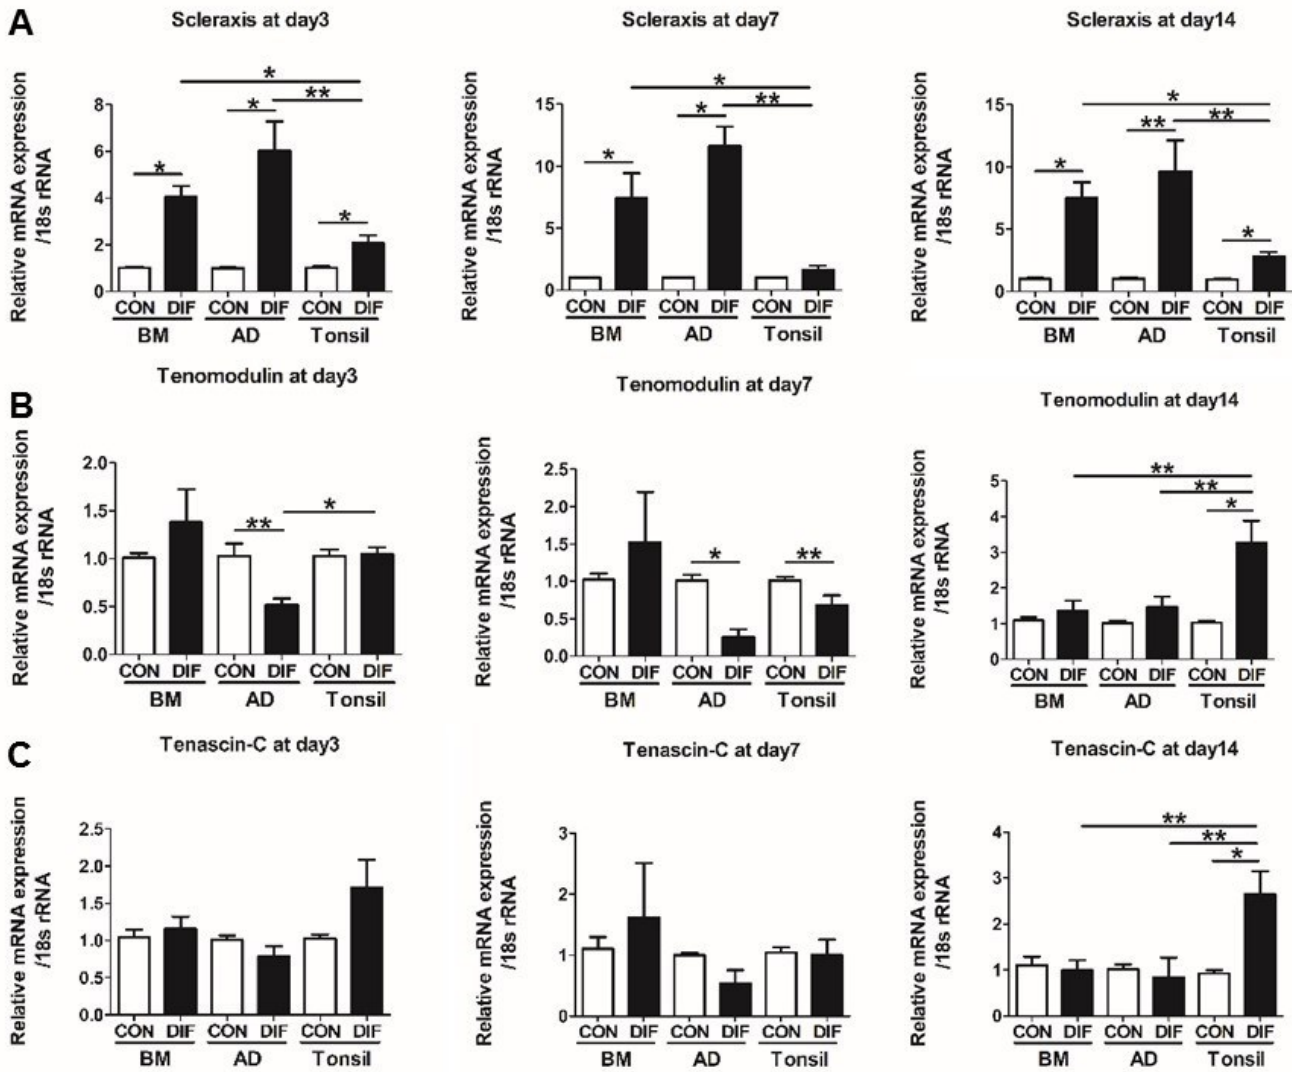 A
Scleraxis at day3
Relative mRNA expression
/18s rRNA
8
6
4
2
0
*
*
*
**
*
CON DIF CON DIF CON DIF
BM AD Tonsil
Scleraxis at day7
Relative mRNA expression
/18s rRNA
15
10
5
0
*
*
*
**
CON DIF CON DIF CON DIF
BM AD Tonsil
Scleraxis at day14
Relative mRNA expression
/18s rRNA
15
10
5
0
*
**
*
**
*
CON DIF CON DIF CON DIF
BM AD Tonsil
B
Tenomodulin at day3
Relative mRNA expression
/18s rRNA
2.0
1.5
1.0
0.5
0.0
**
*
CON DIF CON DIF CON DIF
BM AD Tonsil
Tenomodulin at day7
Relative mRNA expression
/18s rRNA
2.5
2.0
1.5
1.0
0.5
0.0
*
**
CON DIF CON DIF CON DIF
BM AD Tonsil
Tenomodulin at day14
Relative mRNA expression
/18s rRNA
5
4
3
2
1
0
**
**
*
CON DIF CON DIF CON DIF
BM AD Tonsil
C
Tenascin-C at day3
Relative mRNA expression
/18s rRNA
2.5
2.0
1.5
1.0
0.5
0.0
CON DIF CON DIF CON DIF
BM AD Tonsil
Tenascin-C at day7
Relative mRNA expression
/18s rRNA
3
2
1
0
CON DIF CON DIF CON DIF
BM AD Tonsil
Tenascin-C at day14
Relative mRNA expression
/18s rRNA
4
3
2
1
0
**
**
*
CON DIF CON DIF CON DIF
BM AD Tonsil